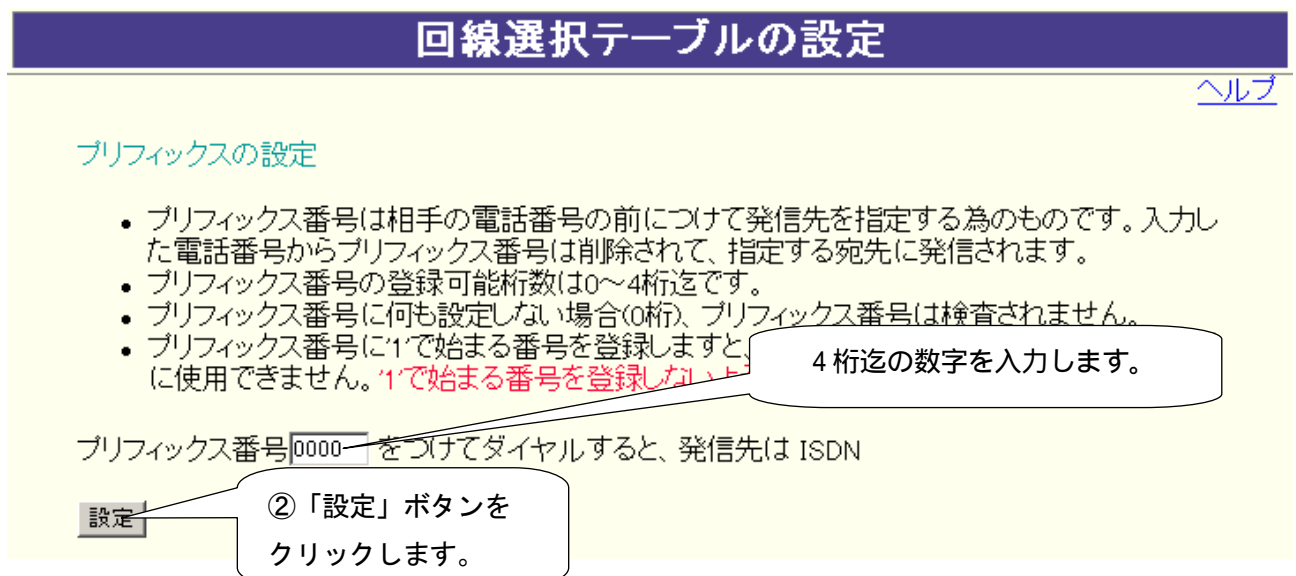 回線選択テーブルの設定
ヘルプ
プリフィックスの設定
• プリフィックス番号は相手の電話番号の前につけて発信先を指定する為のものです。入力し
た電話番号からプリフィックス番号は削除されて、指定する宛先に発信されます。
• プリフィックス番号の登録可能桁数は0～4桁迄です。
• プリフィックス番号に何も設定しない場合(0桁)、プリフィックス番号は検査されません。
• プリフィックス番号に'1'で始まる番号を登録しますと、
に使用できません。'1'で始まる番号を登録しない
4桁迄の数字を入力します。
プリフィックス番号 0000 をつけてダイヤルすると、発信先は ISDN
設定
②「設定」ボタンを
クリックします。